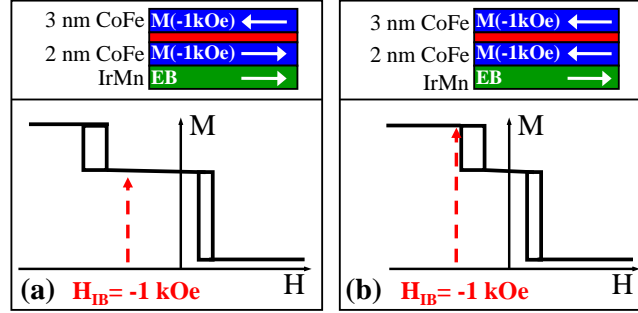 3 nm CoFe M(-1kOe)
2 nm CoFe M(-1kOe)
IrMn EB
M
H
(a) H_IB= -1 kOe
3 nm CoFe M(-1kOe)
2 nm CoFe M(-1kOe)
IrMn EB
M
H
(b) H_IB= -1 kOe